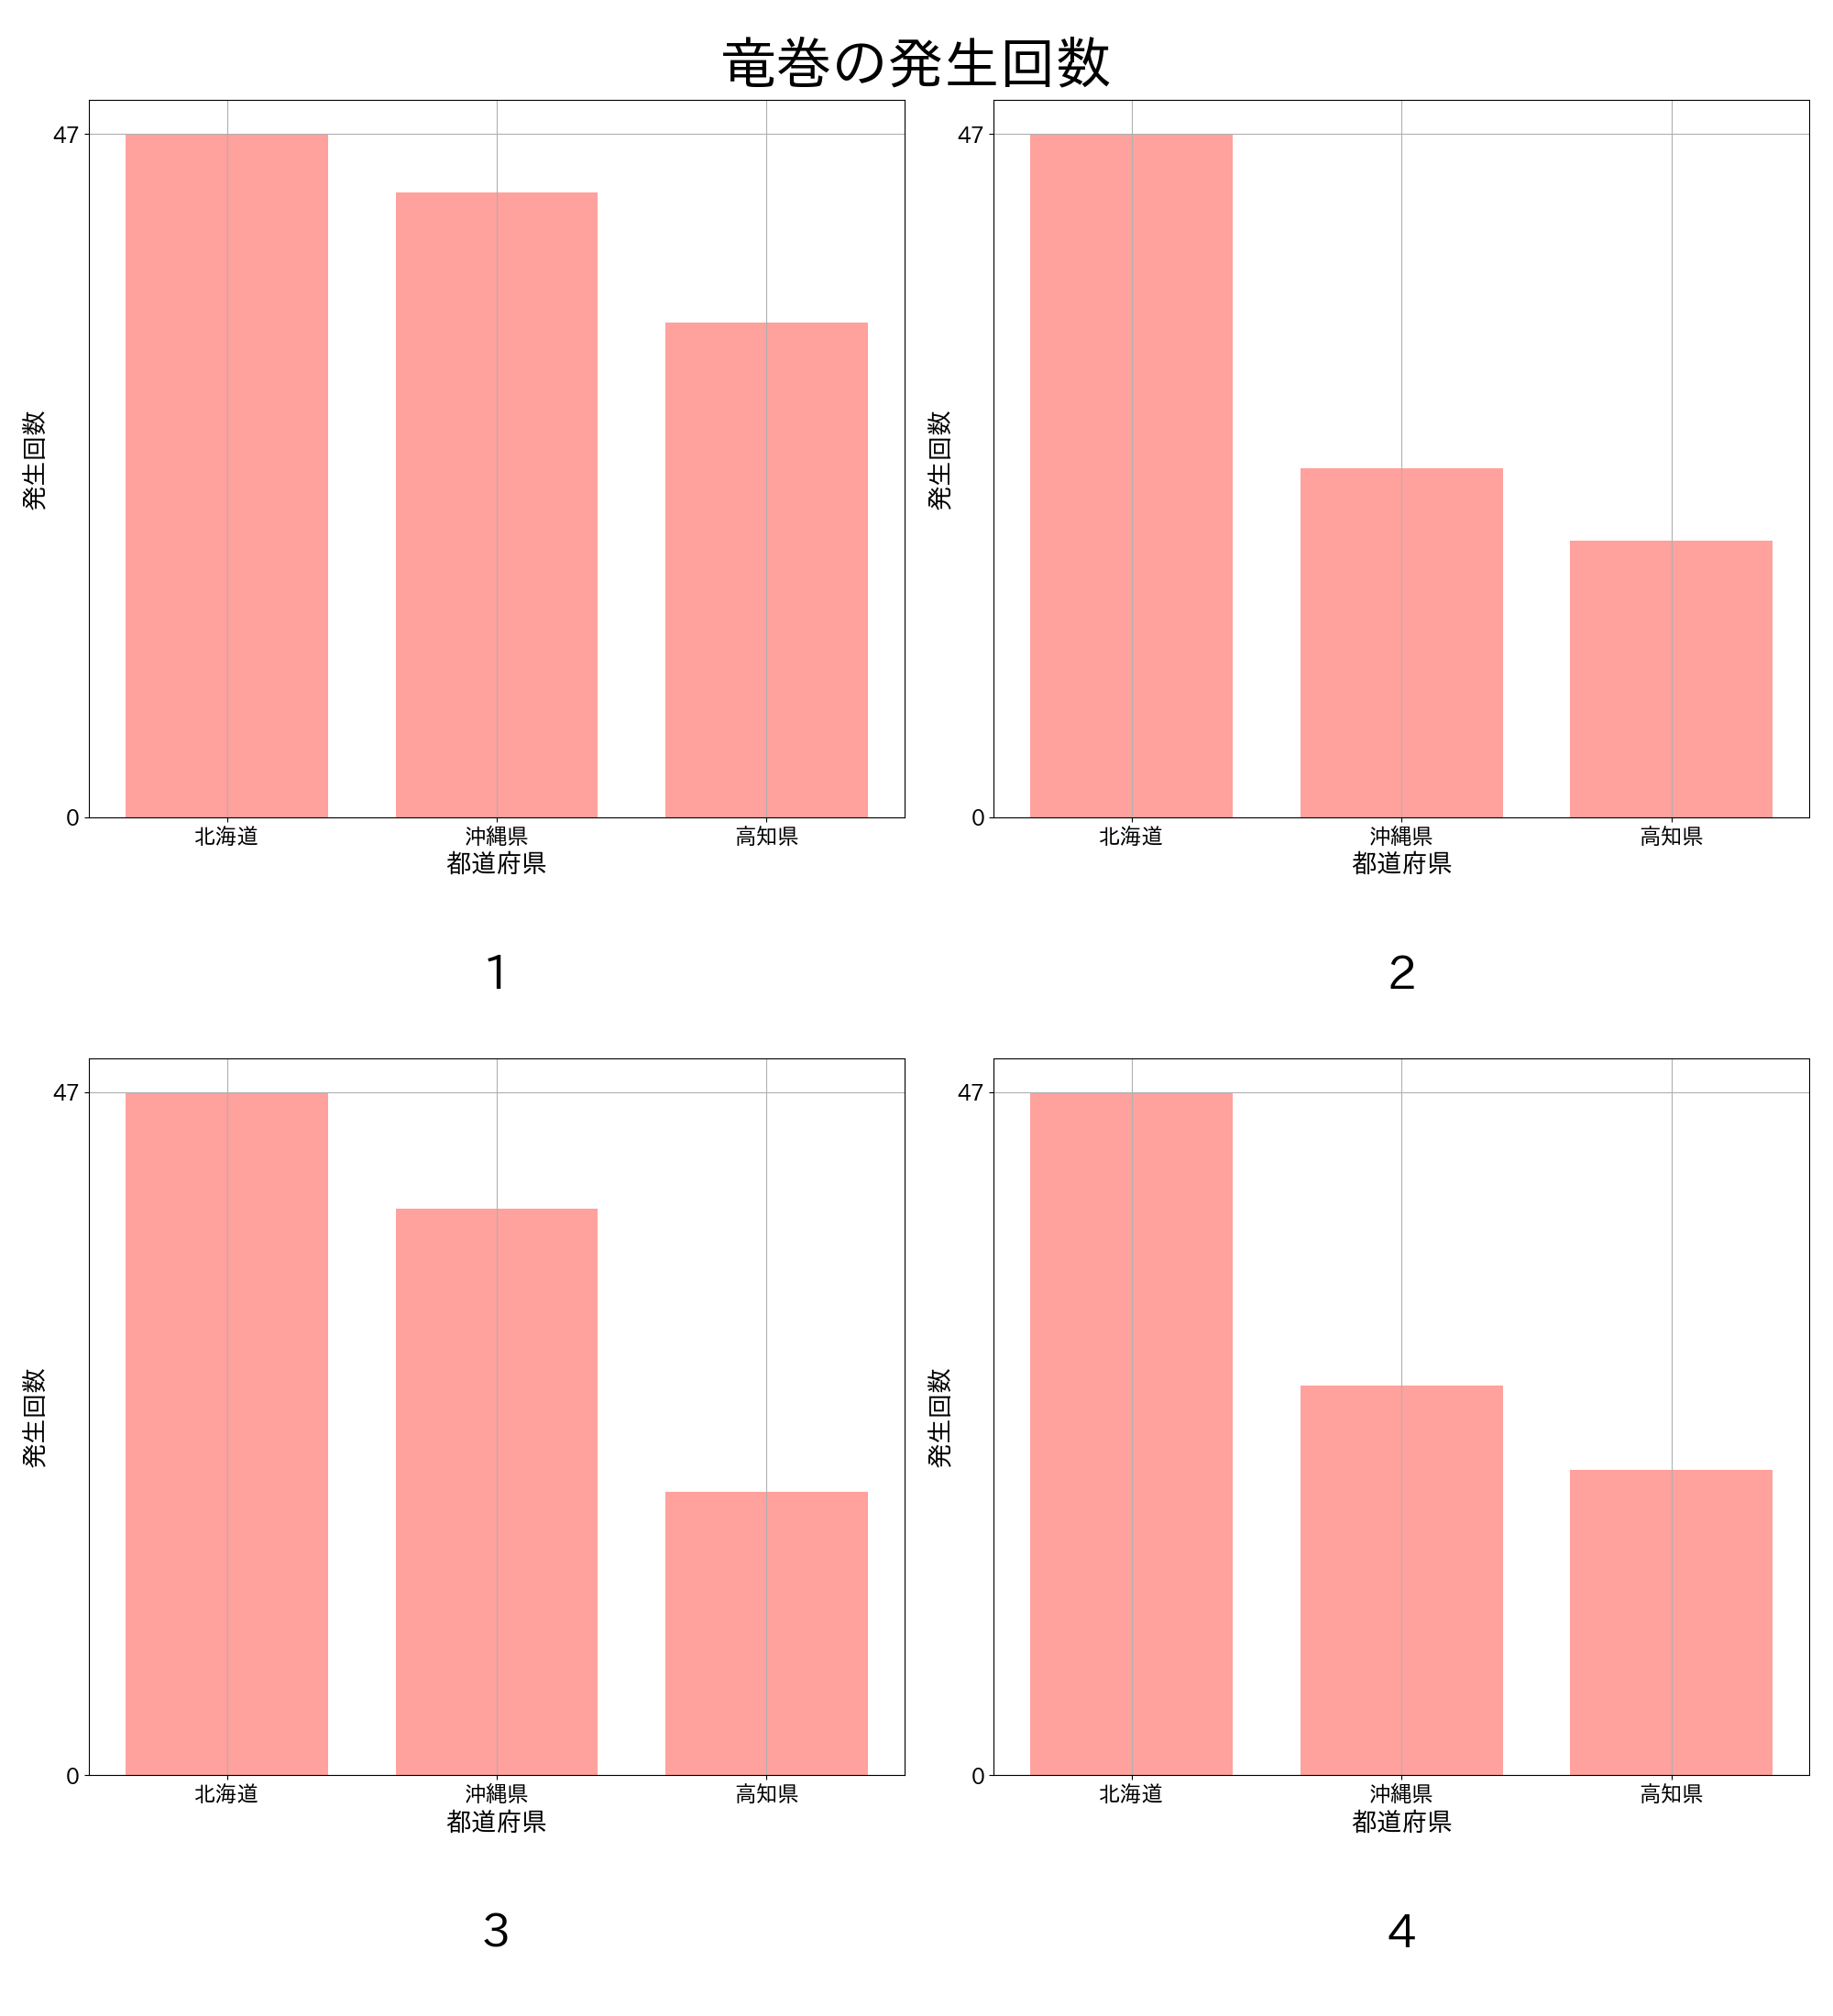 竜巻の発生回数
47
発生回数
0
北海道 沖縄県 高知県
都道府県
1
47
発生回数
0
北海道 沖縄県 高知県
都道府県
2
47
発生回数
0
北海道 沖縄県 高知県
都道府県
3
47
発生回数
0
北海道 沖縄県 高知県
都道府県
4